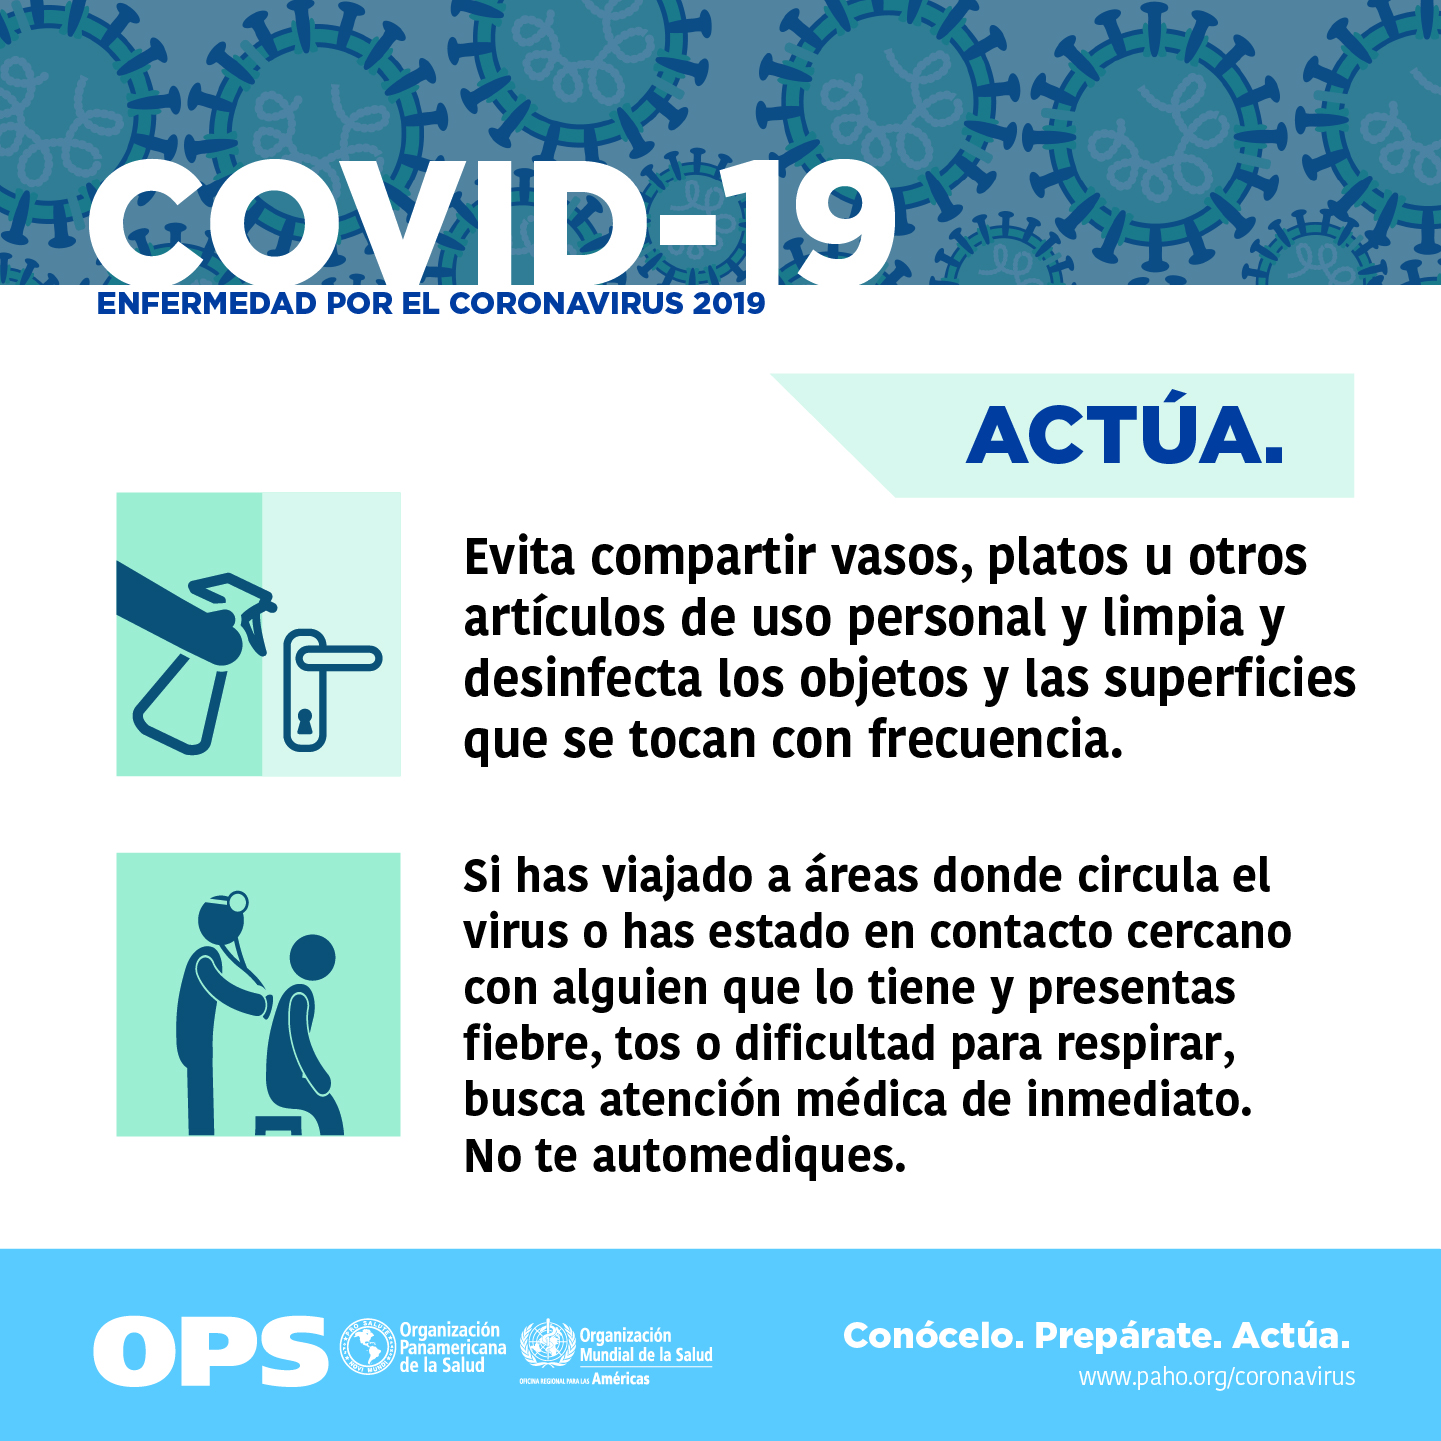 COVID-19
ENFERMEDAD POR EL CORONAVIRUS 2019
ACTÚA.
Evita compartir vasos, platos u otros
artículos de uso personal y limpia y
desinfecta los objetos y las superficies
que se tocan con frecuencia.
Si has viajado a áreas donde circula el
virus o has estado en contacto cercano
con alguien que lo tiene y presentas
fiebre, tos o dificultad para respirar,
busca atención médica de inmediato.
No te automediques.
OPS
PRO SALUTE
NOVI MUNDI
Organización
Panamericana
de la Salud
Organización
Mundial de la Salud
OFICINA REGIONAL PARA LAS Américas
Conócelo. Prepárate. Actúa.
www.paho.org/coronavirus